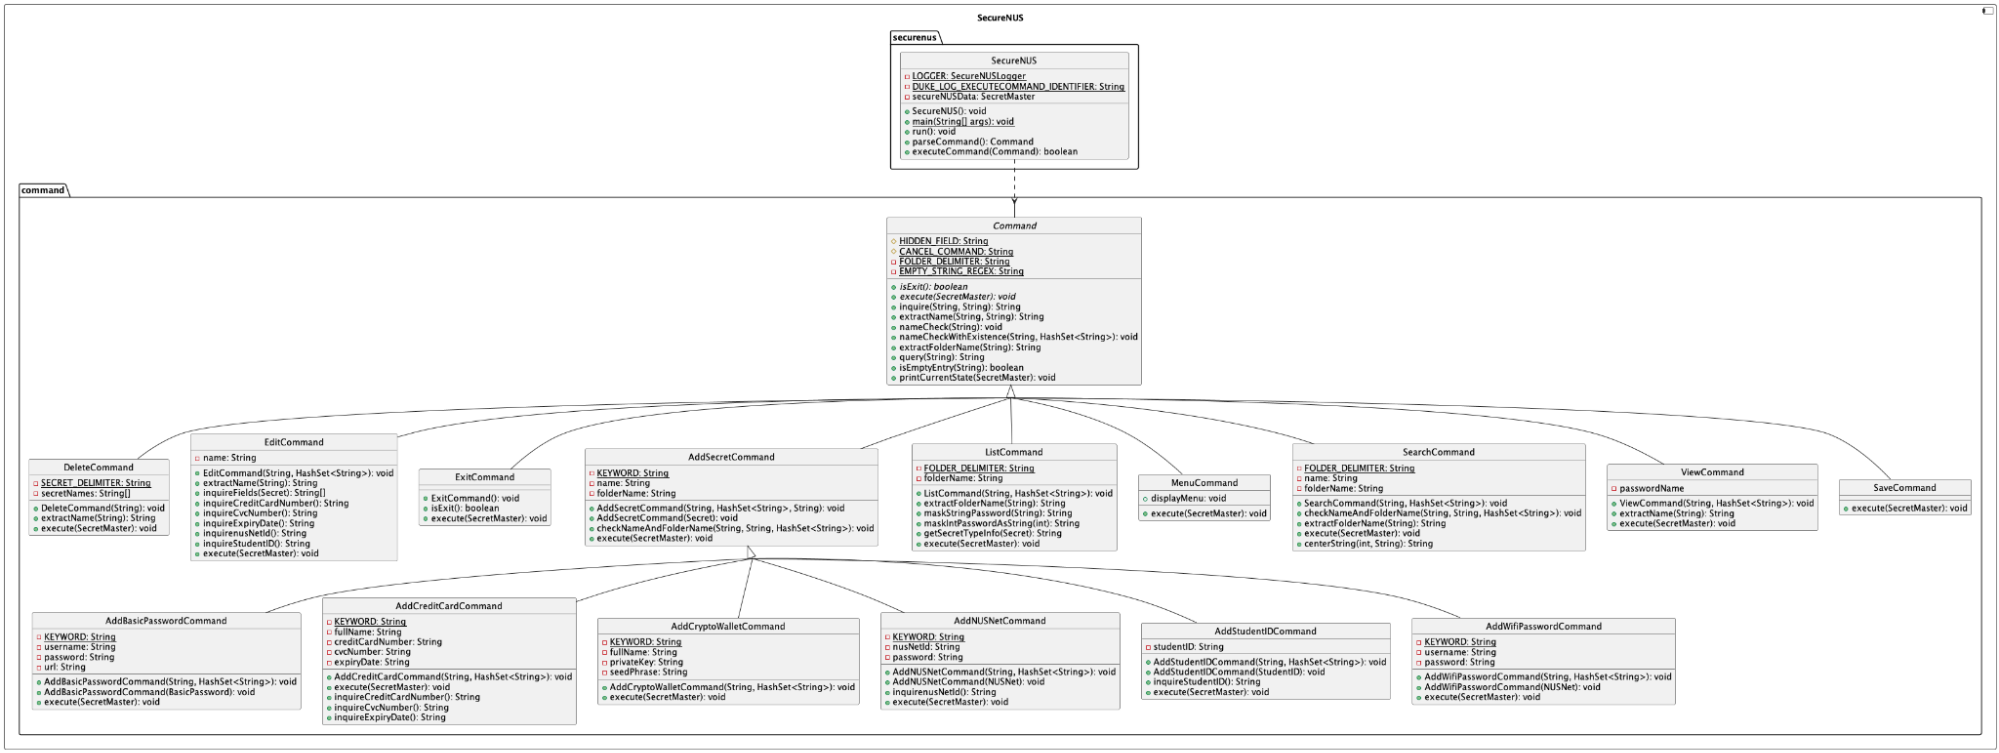 SecureNUS
securenus
SecureNUS
LOGGER: SecureNUSLogger
DUKE_LOG_EXECUTECOMMAND_IDENTIFIER: String
secureNUSData: SecretMaster
SecureNUS(): void
main(String[] args): void
run(): void
parseCommand(): Command
executeCommand(Command): boolean
command
Command
HIDDEN_FIELD: String
CANCEL_COMMAND: String
FOLDER_DELIMITER: String
EMPTY_STRING_REGEX: String
isExit(): boolean
execute(SecretMaster): void
inquire(String, String): String
extractName(String, String): String
nameCheck(String): void
nameCheckWithExistence(String, HashSet<String>): void
extractFolderName(String): String
query(String): String
isEmptyEntry(String): boolean
printCurrentState(SecretMaster): void
DeleteCommand
SECRET_DELIMITER: String
secretNames: String[]
DeleteCommand(String): void
extractName(String): String
execute(SecretMaster): void
EditCommand
name: String
EditCommand(String, HashSet<String>): void
extractName(String): String
inquireFields(Secret): String[]
inquireCreditCardNumber(): String
inquireCvcNumber(): String
inquireExpiryDate(): String
inquirenusNetId(): String
inquireStudentID(): String
execute(SecretMaster): void
ExitCommand
ExitCommand(): void
isExit(): boolean
execute(SecretMaster): void
AddSecretCommand
KEYWORD: String
name: String
folderName: String
AddSecretCommand(String, HashSet<String>, String): void
AddSecretCommand(Secret): void
checkNameAndFolderName(String, String, HashSet<String>): void
execute(SecretMaster): void
ListCommand
FOLDER_DELIMITER: String
folderName: String
ListCommand(String, HashSet<String>): void
extractFolderName(String): String
maskStringPassword(String): String
maskIntPasswordAsString(int): String
getSecretTypeInfo(Secret): String
execute(SecretMaster): void
MenuCommand
displayMenu: void
execute(SecretMaster): void
SearchCommand
FOLDER_DELIMITER: String
name: String
folderName: String
SearchCommand(String, HashSet<String>): void
checkNameAndFolderName(String, String, HashSet<String>): void
extractFolderName(String): String
execute(SecretMaster): void
centerString(int, String): String
ViewCommand
passwordName
ViewCommand(String, HashSet<String>): void
extractName(String): String
execute(SecretMaster): void
SaveCommand
execute(SecretMaster): void
AddBasicPasswordCommand
KEYWORD: String
username: String
password: String
url: String
AddBasicPasswordCommand(String, HashSet<String>): void
AddBasicPasswordCommand(BasicPassword): void
execute(SecretMaster): void
AddCreditCardCommand
KEYWORD: String
fullName: String
creditCardNumber: String
cvcNumber: String
expiryDate: String
AddCreditCardCommand(String, HashSet<String>): void
execute(SecretMaster): void
inquireCreditCardNumber(): String
inquireCvcNumber(): String
inquireExpiryDate(): String
AddCryptoWalletCommand
KEYWORD: String
fullName: String
privateKey: String
seedPhrase: String
AddCryptoWalletCommand(String, HashSet<String>): void
execute(SecretMaster): void
AddNUSNetCommand
KEYWORD: String
nusNetId: String
password: String
AddNUSNetCommand(String, HashSet<String>): void
AddNUSNetCommand(NUSNet): void
inquirenusNetId(): String
execute(SecretMaster): void
AddStudentIDCommand
studentID: String
AddStudentIDCommand(String, HashSet<String>): void
AddStudentIDCommand(StudentID): void
inquireStudentID(): String
execute(SecretMaster): void
AddWifiPasswordCommand
KEYWORD: String
username: String
password: String
AddWifiPasswordCommand(String, HashSet<String>): void
AddWifiPasswordCommand(NUSNet): void
execute(SecretMaster): void